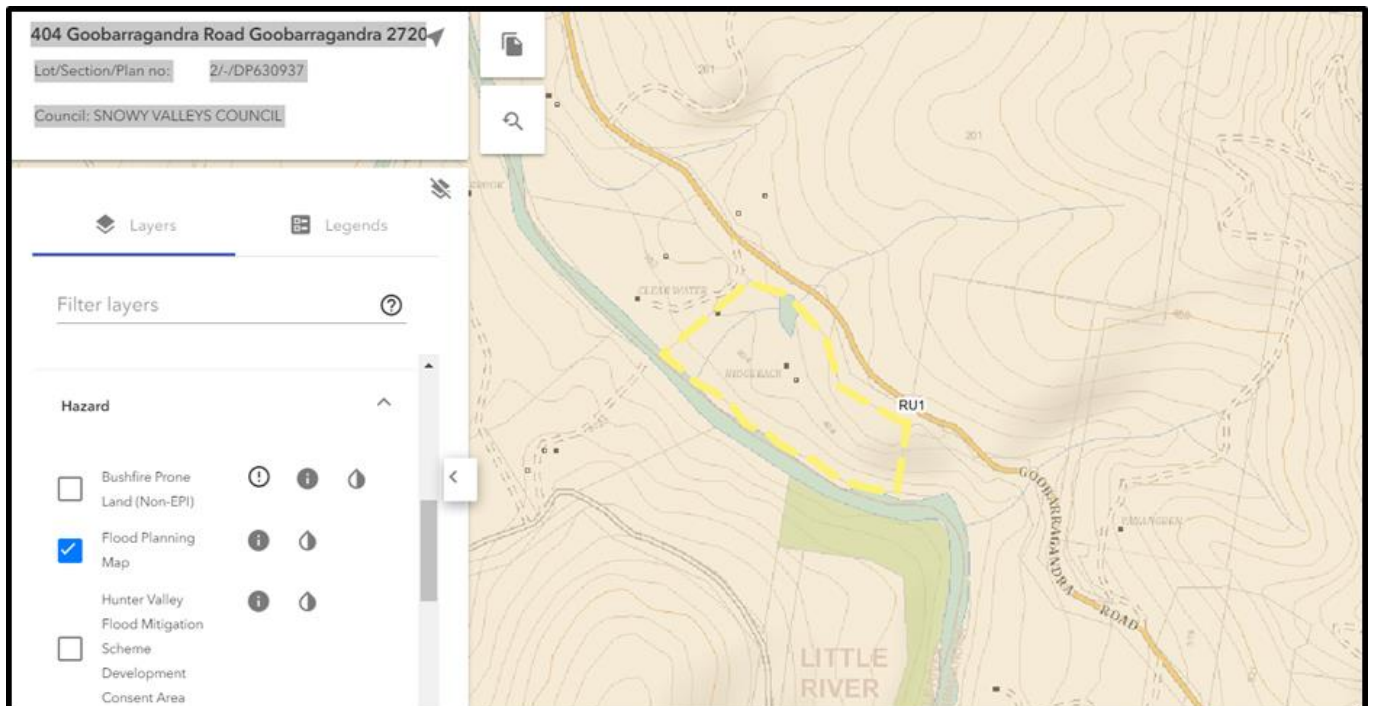 404 Goobarragandra Road Goobarragandra 2720
Lot/Section/Plan no: 2/-/DP630937
Council: SNOWY VALLEYS COUNCIL
Layers
Legends
Filter layers
Hazard
Bushfire Prone
Land (Non-EPI)
Flood Planning
Map
Hunter Valley
Flood Mitigation
Scheme
Development
Consent Area
201
201
CLEAR WATER
RU1
GOOBARRAGANDRA ROAD
LITTLE
RIVER